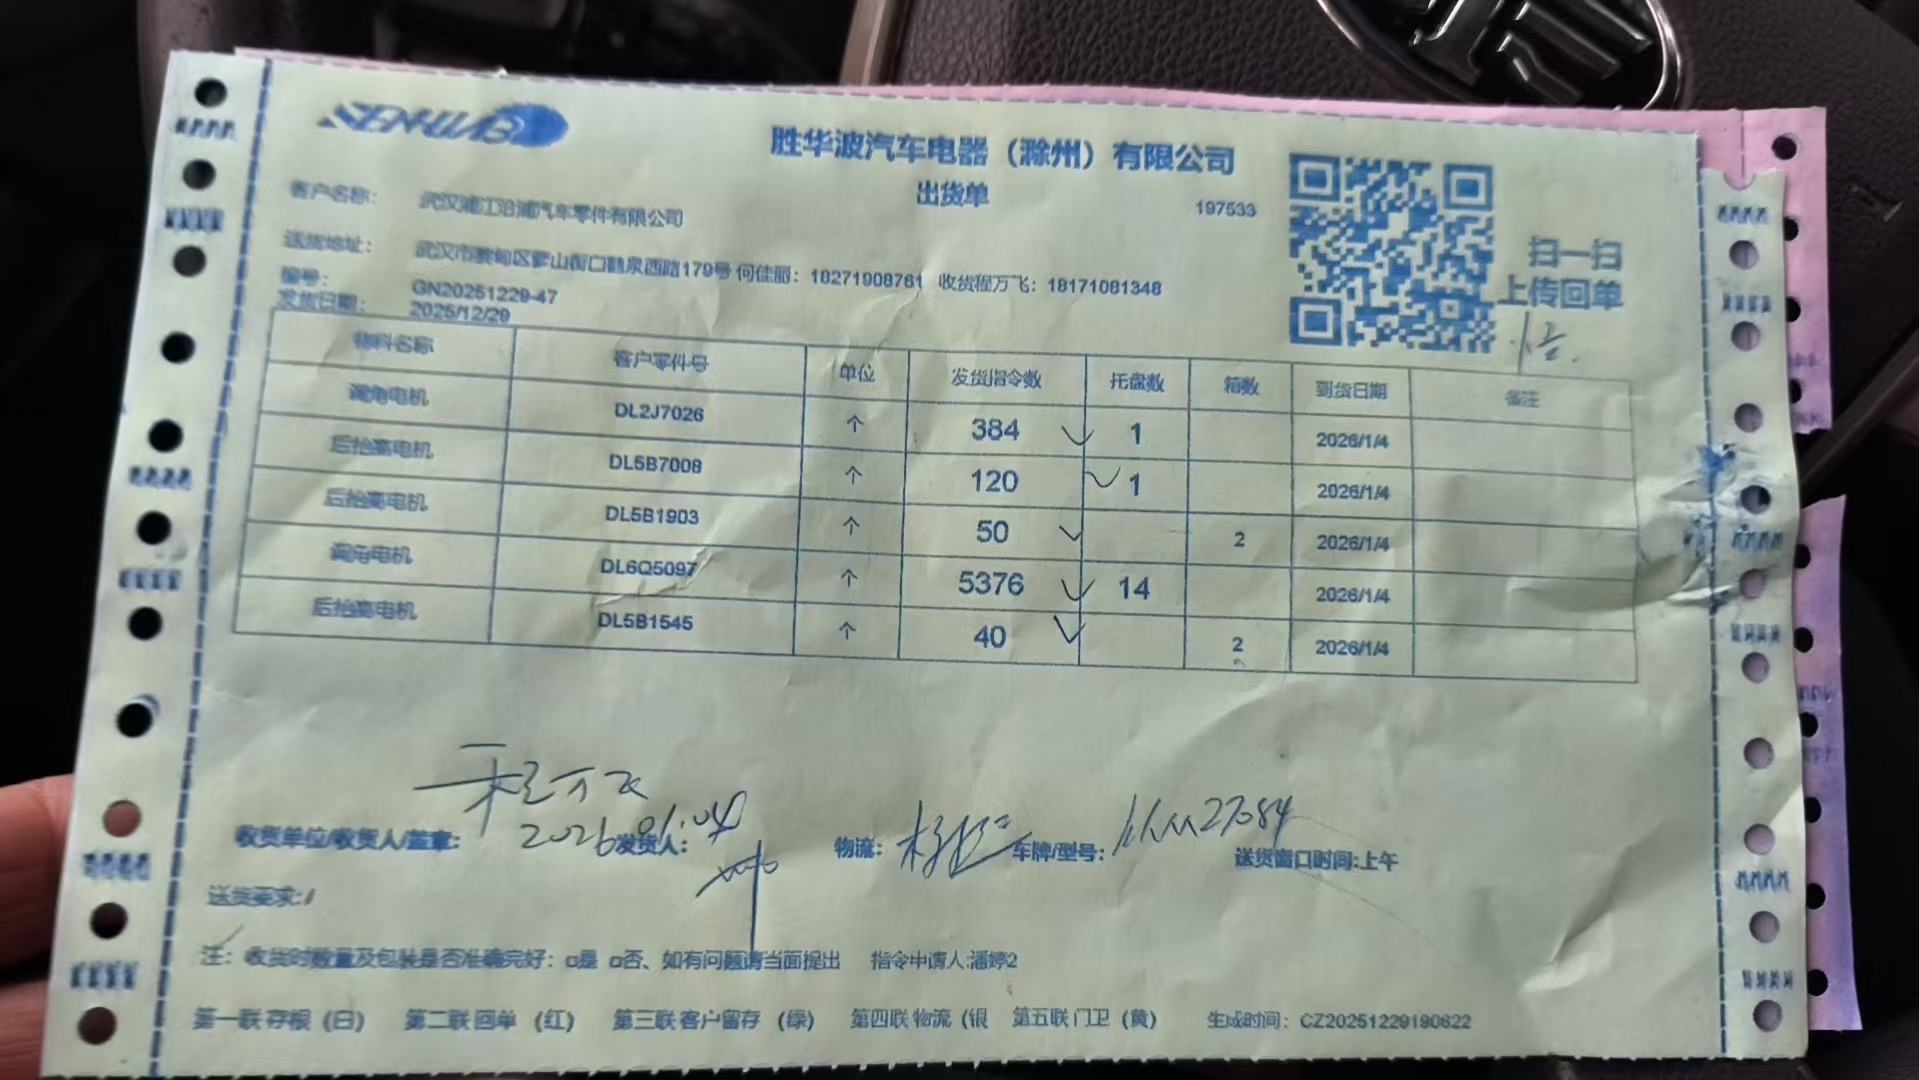 SENHUABO
胜华波汽车电器（滁州）有限公司
出货单
197533
扫一扫
上传回单
客户名称： 武汉浦江沿浦汽车零件有限公司
送货地址： 武汉市蔡甸区奓山街口鹤泉西路179号 何佳丽：18271908761 收货程万飞：18171081348
编号： GN20251229-47
发货日期： 2025/12/29
物料名称 客户零件号 单位 发货指令数 托盘数 箱数 到货日期 备注
调角电机 DL2J7026 个 384 1 2026/1/4
后抬高电机 DL5B7008 个 120 1 2026/1/4
后抬高电机 DL5B1903 个 50 2 2026/1/4
调角电机 DL6Q5097 个 5376 14 2026/1/4
后抬高电机 DL5B1545 个 40 2 2026/1/4
程万飞
收货单位/收货人/盖章： 2026.01.04 发货人： 物流： 车牌/型号： 27084 送货窗口时间:上午
送货要求:/
注： 收货时数量及包装是否准确完好：□是 □否、如有问题请当面提出 指令申请人:潘婷2
第一联 存根（白） 第二联 回单 （红） 第三联 客户留存 （绿） 第四联 物流（银 第五联 门卫（黄） 生成时间： CZ20251229190622